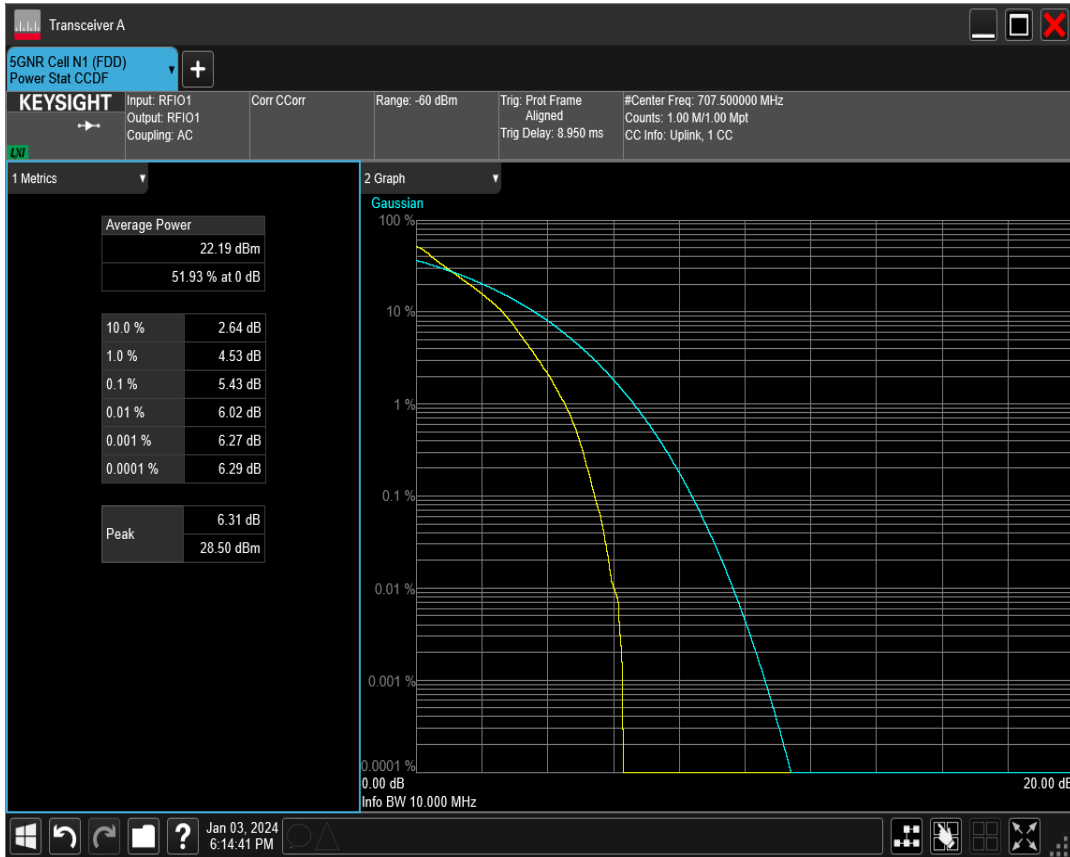 Transceiver A
5GNR Cell N1 (FDD)
Power Stat CCDF
KEYSIGHT
LXI
Input: RFIO1
Output: RFIO1
Coupling: AC
Corr CCorr
Range: -60 dBm
Trig: Prot Frame
Aligned
Trig Delay: 8.950 ms
#Center Freq: 707.500000 MHz
Counts: 1.00 M/1.00 Mpt
CC Info: Uplink, 1 CC
1 Metrics
Average Power
22.19 dBm
51.93 % at 0 dB
10.0 % 2.64 dB
1.0 % 4.53 dB
0.1 % 5.43 dB
0.01 % 6.02 dB
0.001 % 6.27 dB
0.0001 % 6.29 dB
Peak 6.31 dB
28.50 dBm
2 Graph
Gaussian
100 %
10 %
1 %
0.1 %
0.01 %
0.001 %
0.0001 %
0.00 dB 20.00 dB
Info BW 10.000 MHz
Jan 03, 2024
6:14:41 PM